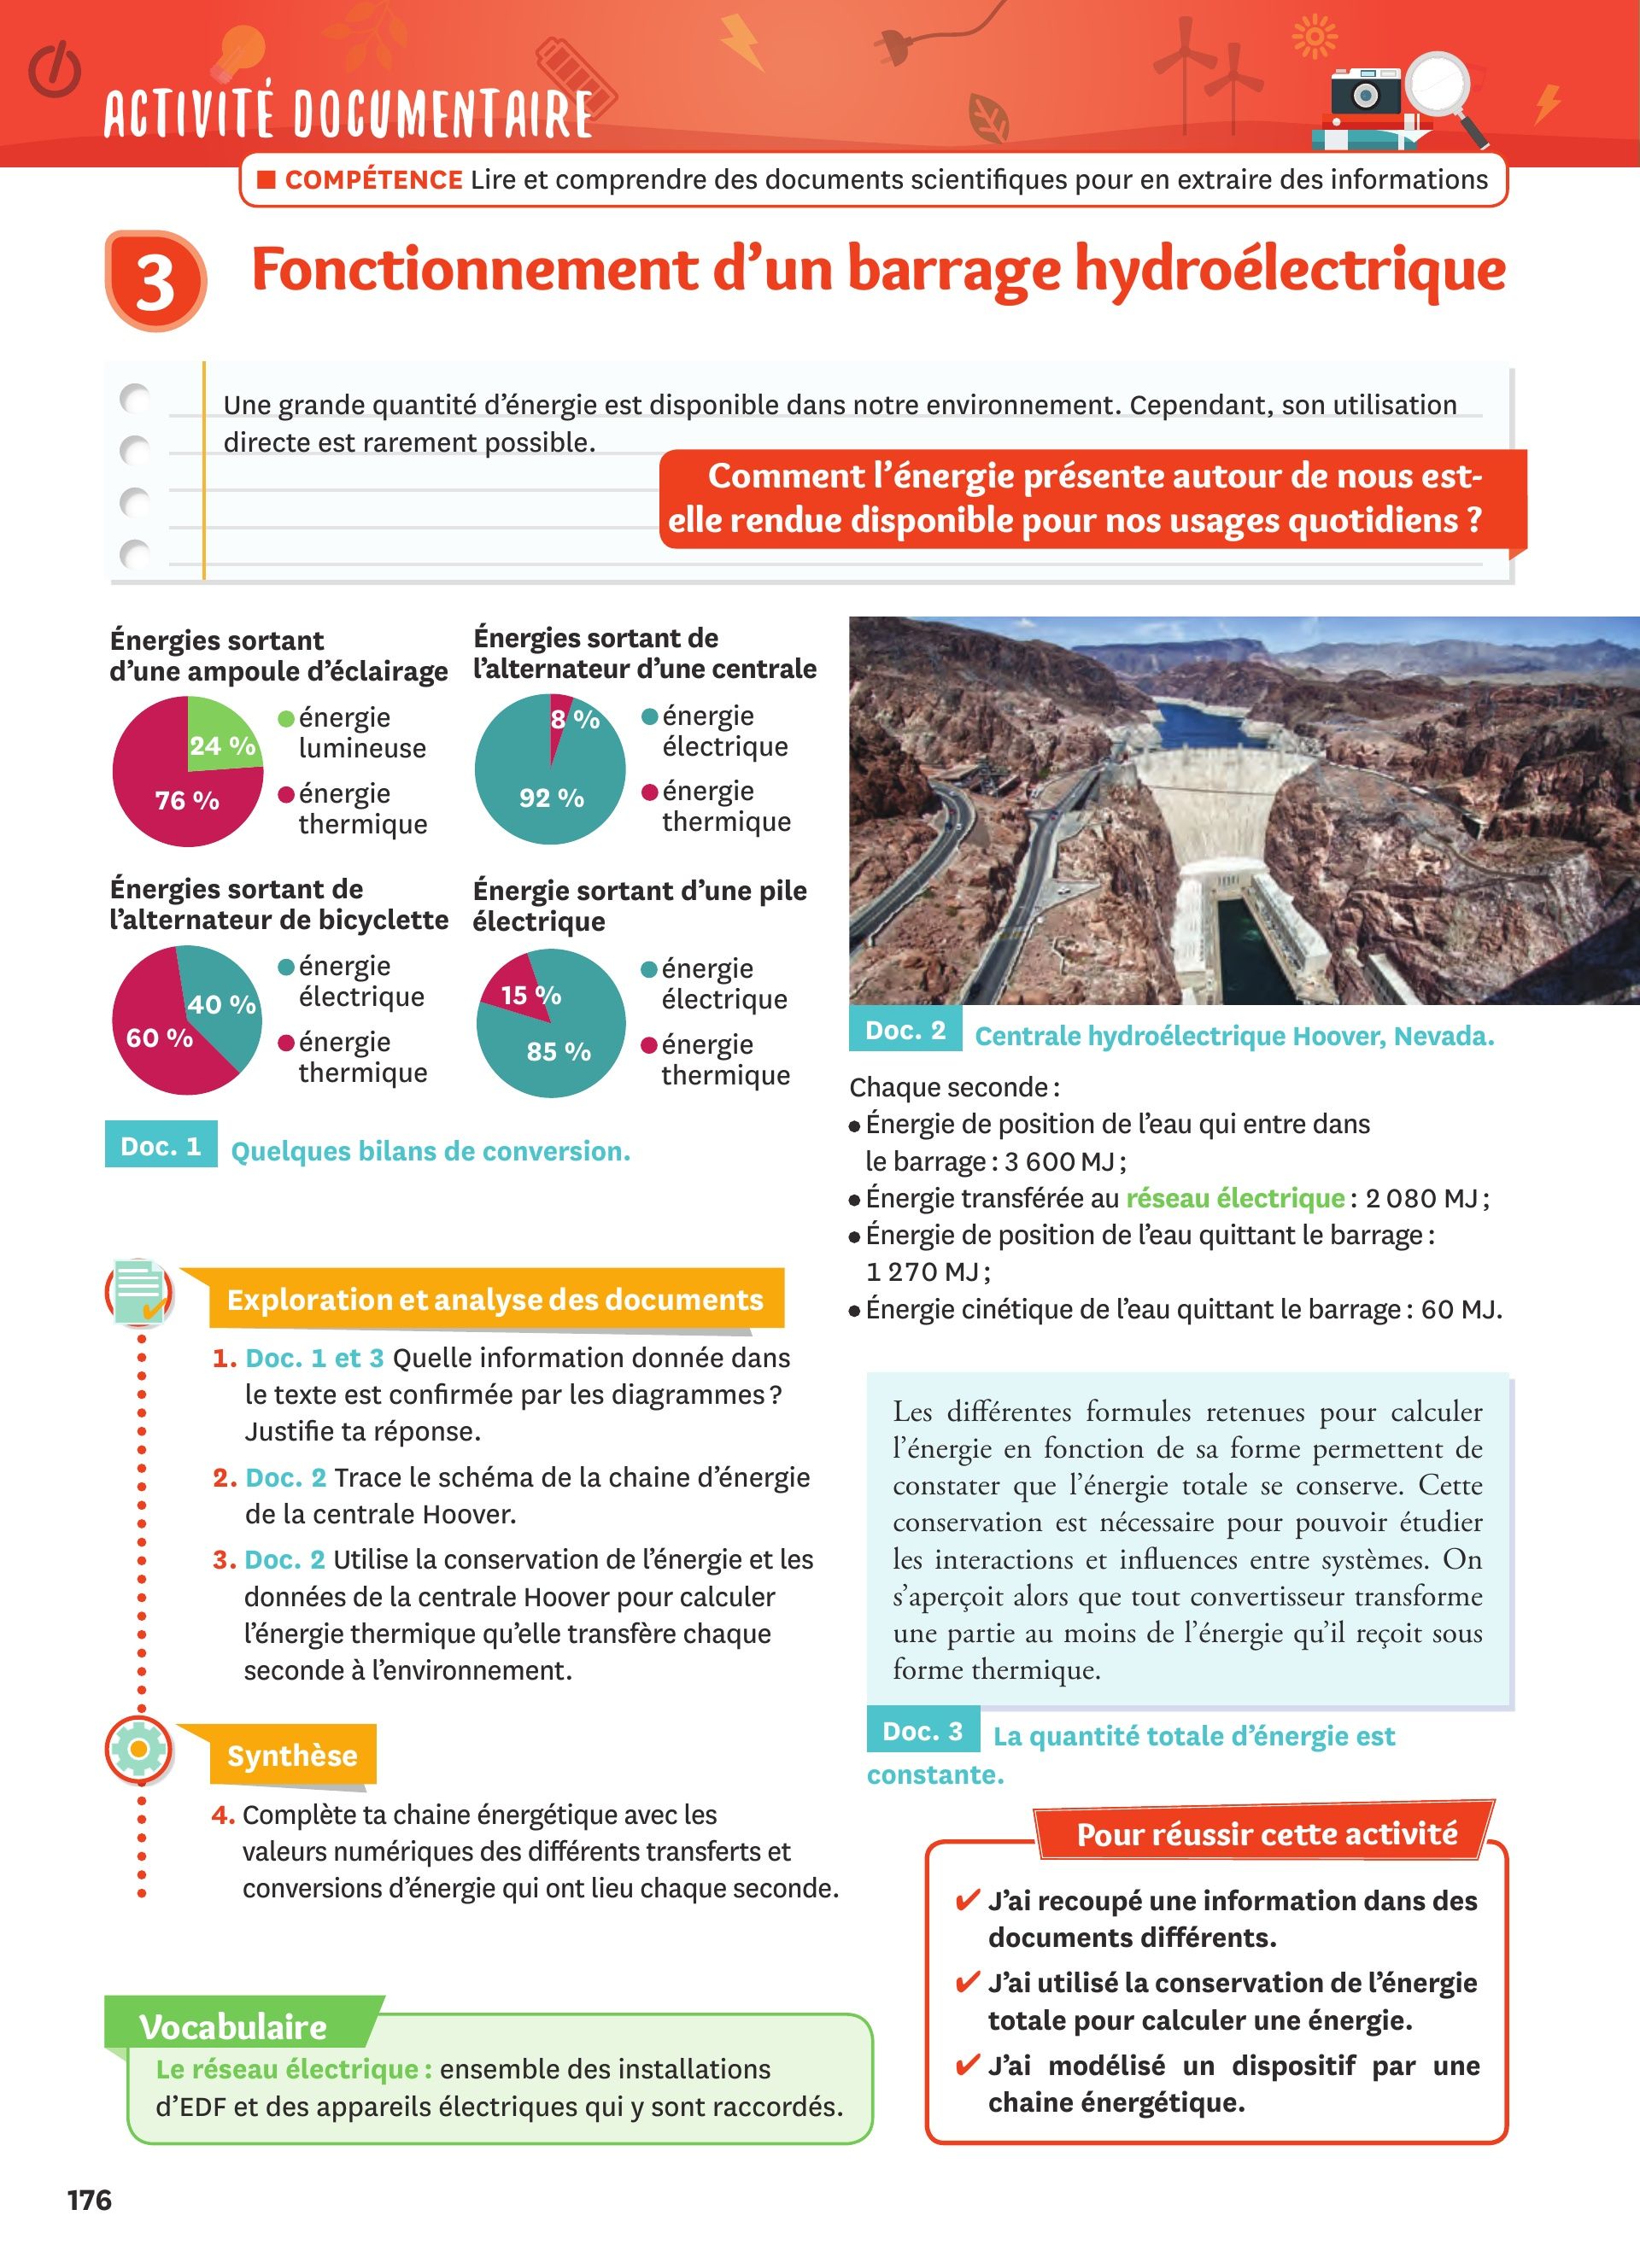 ACTIVITÉ DOCUMENTAIRE
COMPÉTENCE Lire et comprendre des documents scientifiques pour en extraire des informations
3
Fonctionnement d’un barrage hydroélectrique
Une grande quantité d’énergie est disponible dans notre environnement. Cependant, son utilisation
directe est rarement possible.
Comment l’énergie présente autour de nous est-
elle rendue disponible pour nos usages quotidiens ?
Énergies sortant
d’une ampoule d’éclairage
24 %
76 %
énergie
lumineuse
énergie
thermique
Énergies sortant de
l’alternateur d’une centrale
8 %
92 %
énergie
électrique
énergie
thermique
Énergies sortant de
l’alternateur de bicyclette
40 %
60 %
énergie
électrique
énergie
thermique
Énergie sortant d’une pile
électrique
15 %
85 %
énergie
électrique
énergie
thermique
Doc. 1 Quelques bilans de conversion.
Doc. 2 Centrale hydroélectrique Hoover, Nevada.
Chaque seconde :
• Énergie de position de l’eau qui entre dans
le barrage : 3 600 MJ ;
• Énergie transférée au réseau électrique : 2 080 MJ ;
• Énergie de position de l’eau quittant le barrage :
1 270 MJ ;
• Énergie cinétique de l’eau quittant le barrage : 60 MJ.
Exploration et analyse des documents
1. Doc. 1 et 3 Quelle information donnée dans
le texte est confirmée par les diagrammes ?
Justifie ta réponse.
2. Doc. 2 Trace le schéma de la chaine d’énergie
de la centrale Hoover.
3. Doc. 2 Utilise la conservation de l’énergie et les
données de la centrale Hoover pour calculer
l’énergie thermique qu’elle transfère chaque
seconde à l’environnement.
Synthèse
4. Complète ta chaine énergétique avec les
valeurs numériques des différents transferts et
conversions d’énergie qui ont lieu chaque seconde.
Les différentes formules retenues pour calculer
l’énergie en fonction de sa forme permettent de
constater que l’énergie totale se conserve. Cette
conservation est nécessaire pour pouvoir étudier
les interactions et influences entre systèmes. On
s’aperçoit alors que tout convertisseur transforme
une partie au moins de l’énergie qu’il reçoit sous
forme thermique.
Doc. 3 La quantité totale d’énergie est
constante.
Pour réussir cette activité
✔ J’ai recoupé une information dans des
documents différents.
✔ J’ai utilisé la conservation de l’énergie
totale pour calculer une énergie.
✔ J’ai modélisé un dispositif par une
chaine énergétique.
Vocabulaire
Le réseau électrique : ensemble des installations
d’EDF et des appareils électriques qui y sont raccordés.
176